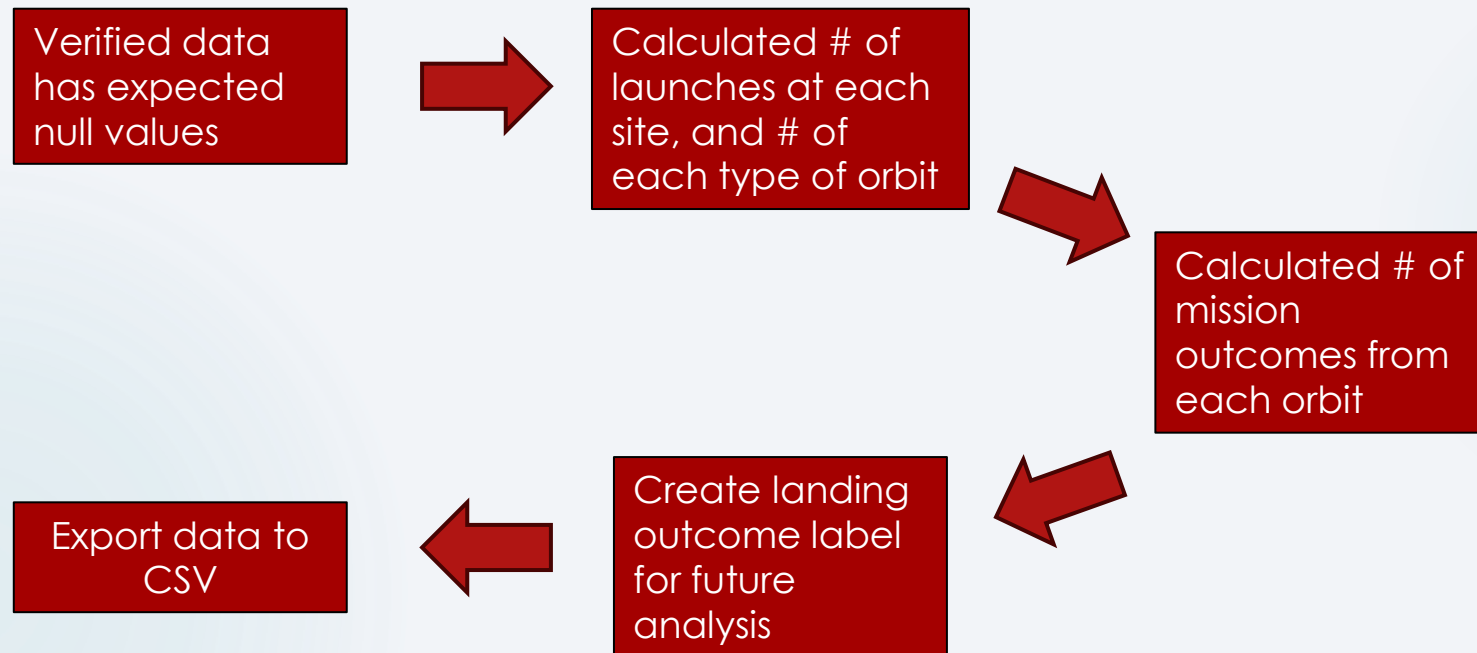 Verified data
has expected
null values
Calculated # of
launches at each
site, and # of
each type of orbit
Calculated # of
mission
outcomes from
each orbit
Create landing
outcome label
for future
analysis
Export data to
CSV